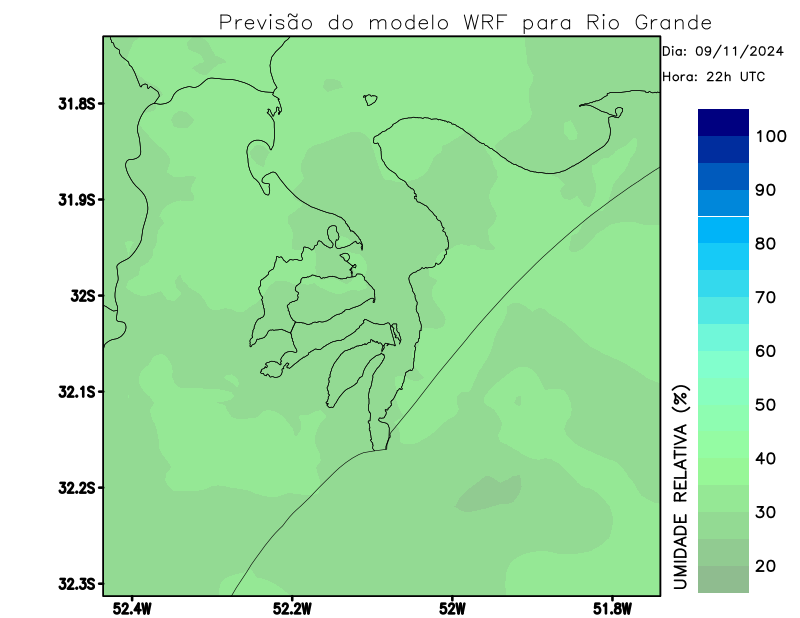 Previsão do modelo WRF para Rio Grande
Dia: 09/11/2024
Hora: 22h UTC
31.8S
31.9S
32S
32.1S
32.2S
32.3S
52.4W
52.2W
52W
51.8W
UMIDADE RELATIVA (%)
100
90
80
70
60
50
40
30
20